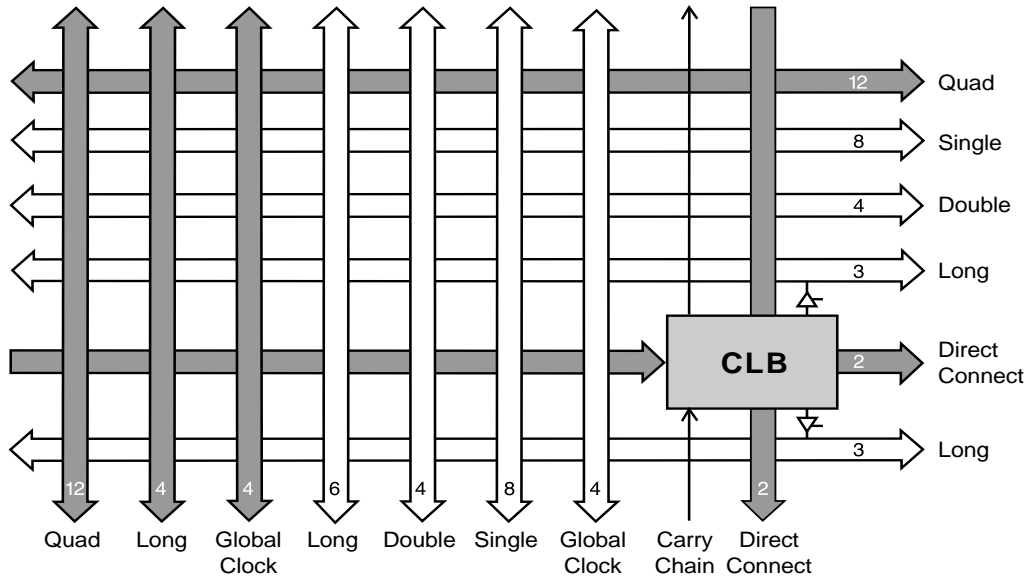 12
Quad
8
Single
4
Double
3
Long
CLB
2
Direct
Connect
3
Long
12
4
4
6
4
8
4
2
Quad
Long
Global
Clock
Long
Double
Single
Global
Clock
Carry
Chain
Direct
Connect